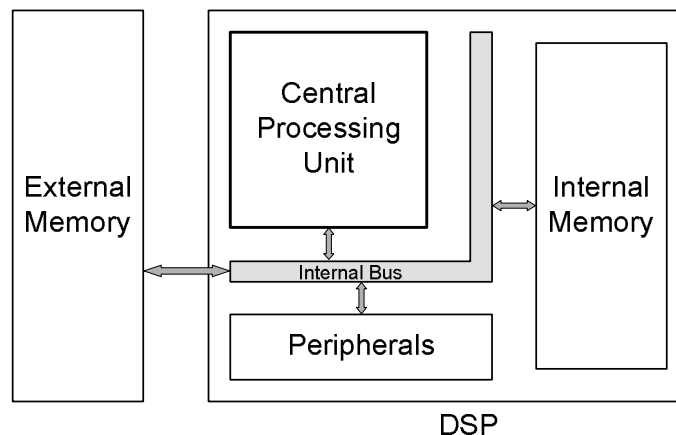 External
Memory
Central
Processing
Unit
Internal Bus
Peripherals
Internal
Memory
DSP